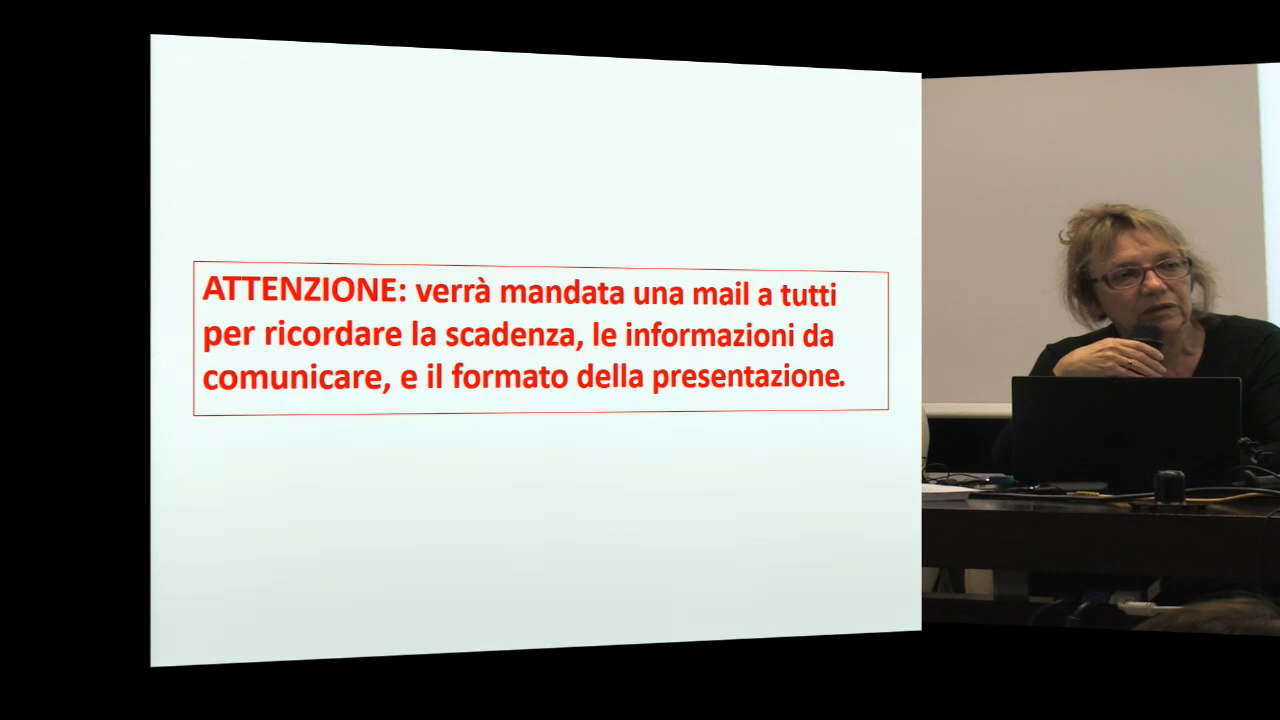 ATTENZIONE: verrà mandata una mail a tutti
per ricordare la scadenza, le informazioni da
comunicare, e il formato della presentazione.